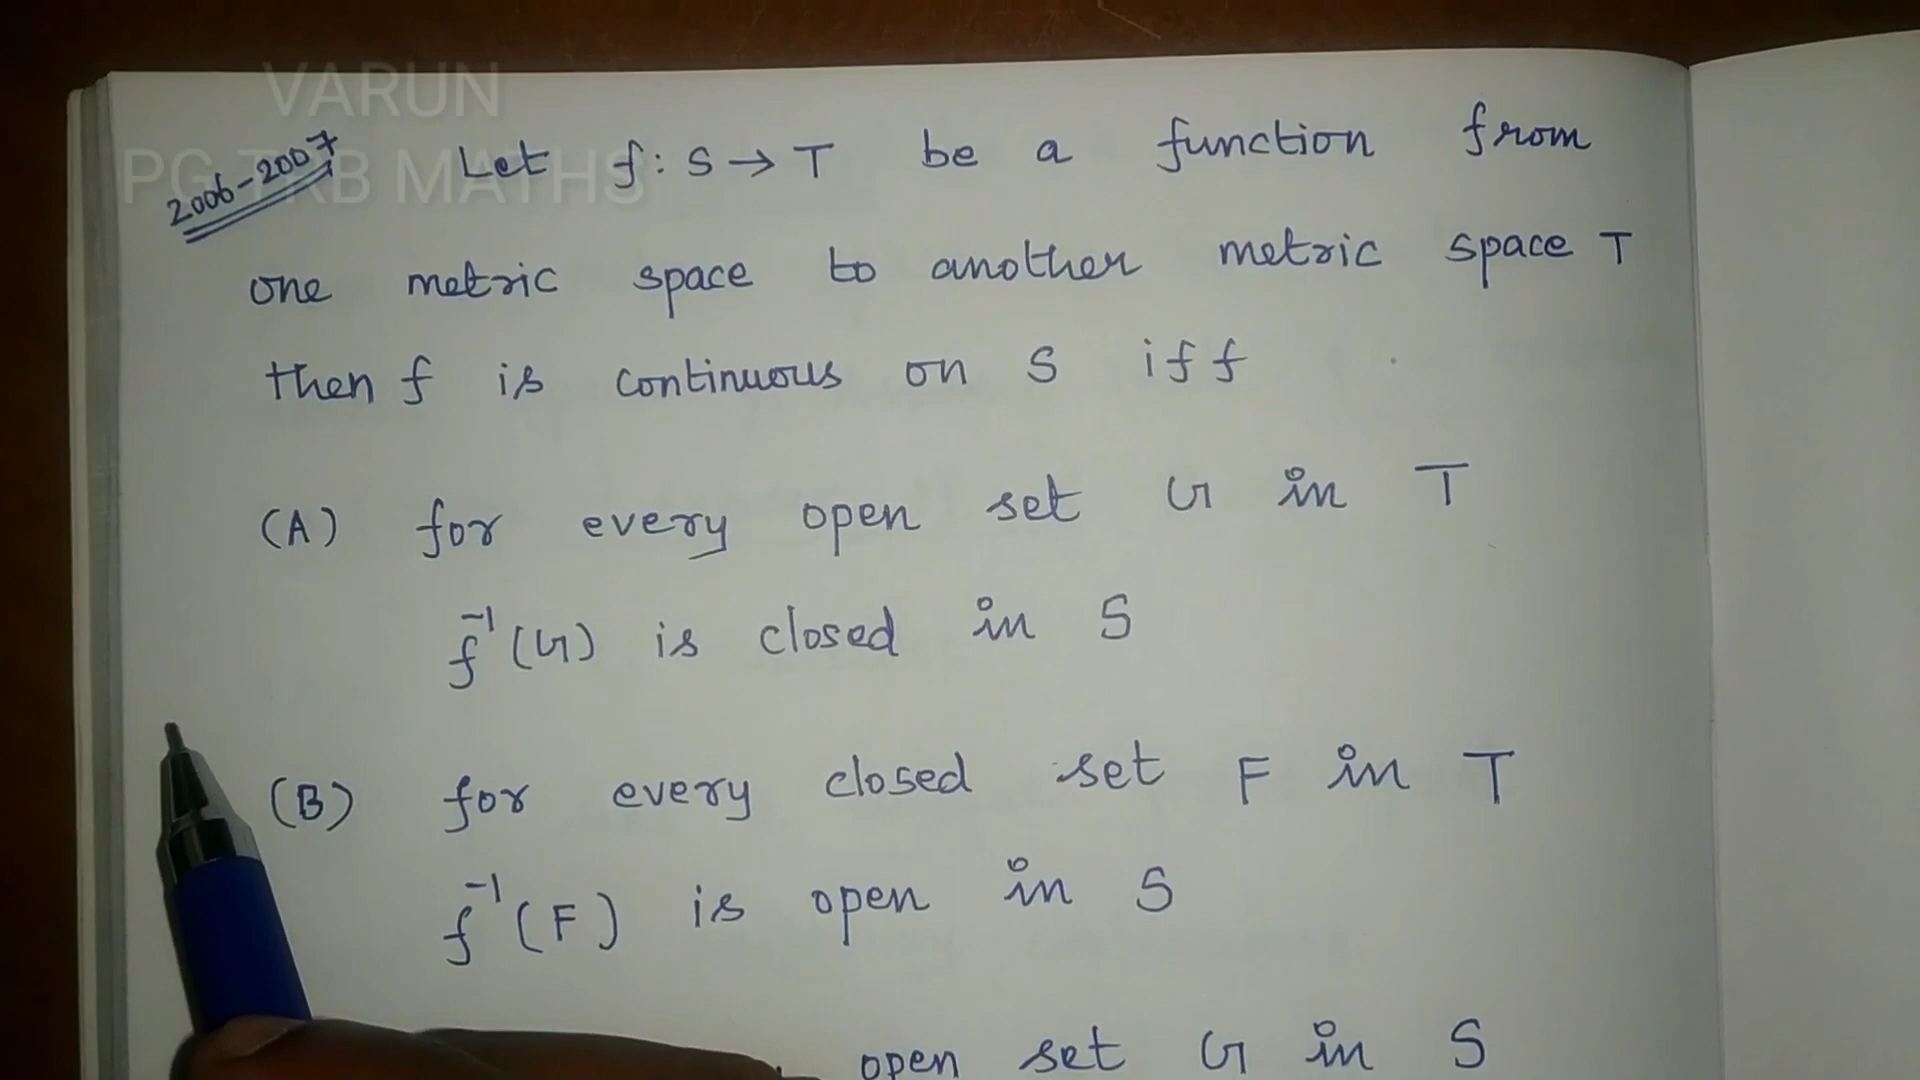 VARUN
PG TRB MATHS
2006-2007
Let f: S → T be a function from
one metric space to another metric space T
then f is continuous on S iff
(A) for every open set G in T
f⁻¹(G) is closed in S
(B) for every closed set F in T
f⁻¹(F) is open in S
open set G in S